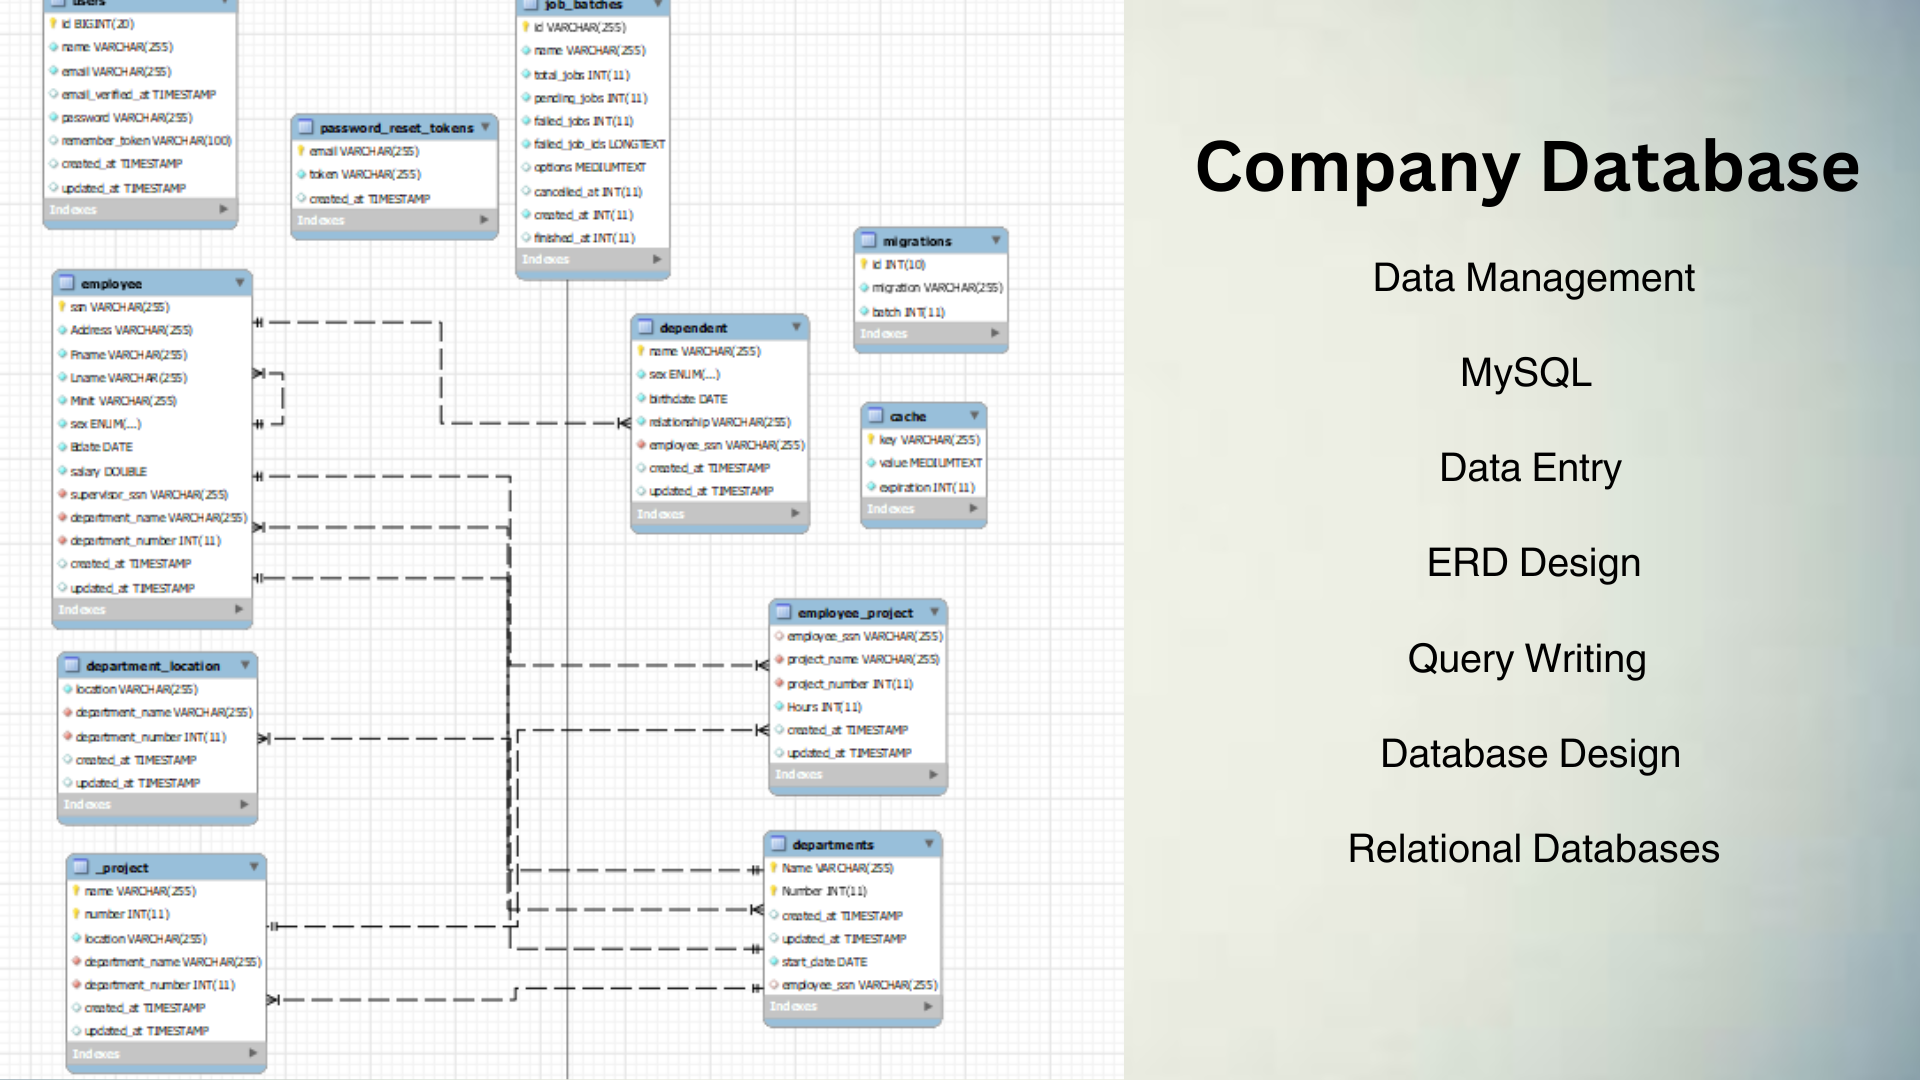 users
id BIGINT(20)
name VARCHAR(255)
email VARCHAR(255)
email_verified_at TIMESTAMP
password VARCHAR(255)
remember_token VARCHAR(100)
created_at TIMESTAMP
updated_at TIMESTAMP
Indexes
password_reset_tokens
email VARCHAR(255)
token VARCHAR(255)
created_at TIMESTAMP
Indexes
job_batches
id VARCHAR(255)
name VARCHAR(255)
total_jobs INT(11)
pending_jobs INT(11)
failed_jobs INT(11)
failed_job_ids LONGTEXT
options MEDIUMTEXT
cancelled_at INT(11)
created_at INT(11)
finished_at INT(11)
Indexes
migrations
id INT(10)
migration VARCHAR(255)
batch INT(11)
Indexes
employee
ssn VARCHAR(255)
Address VARCHAR(255)
Fname VARCHAR(255)
Lname VARCHAR(255)
Minit VARCHAR(255)
sex ENUM(...)
Bdate DATE
salary DOUBLE
supervisor_ssn VARCHAR(255)
department_name VARCHAR(255)
department_number INT(11)
created_at TIMESTAMP
updated_at TIMESTAMP
Indexes
dependent
name VARCHAR(255)
sex ENUM(...)
birthdate DATE
relationship VARCHAR(255)
employee_ssn VARCHAR(255)
created_at TIMESTAMP
updated_at TIMESTAMP
Indexes
cache
key VARCHAR(255)
value MEDIUMTEXT
expiration INT(11)
Indexes
department_location
location VARCHAR(255)
department_name VARCHAR(255)
department_number INT(11)
created_at TIMESTAMP
updated_at TIMESTAMP
Indexes
employee_project
employee_ssn VARCHAR(255)
project_name VARCHAR(255)
project_number INT(11)
Hours INT(11)
created_at TIMESTAMP
updated_at TIMESTAMP
Indexes
_project
name VARCHAR(255)
number INT(11)
location VARCHAR(255)
department_name VARCHAR(255)
department_number INT(11)
created_at TIMESTAMP
updated_at TIMESTAMP
Indexes
departments
Name VARCHAR(255)
Number INT(11)
created_at TIMESTAMP
updated_at TIMESTAMP
start_date DATE
employee_ssn VARCHAR(255)
Indexes
Company Database
Data Management
MySQL
Data Entry
ERD Design
Query Writing
Database Design
Relational Databases